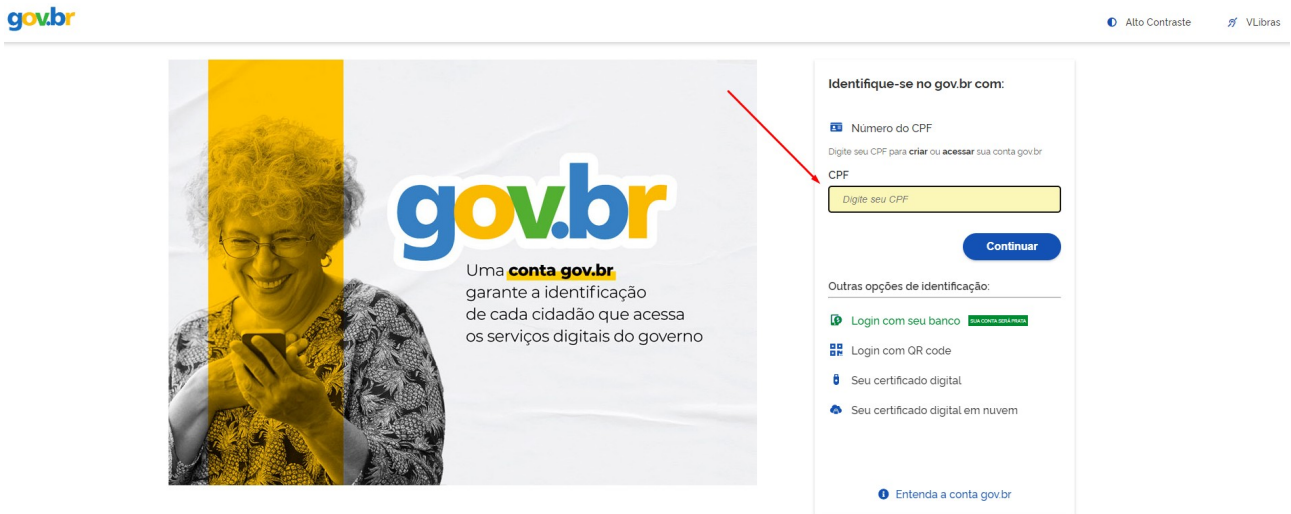 gov.br
Alto Contraste
VLibras
gov.br
Uma conta gov.br
garante a identificação
de cada cidadão que acessa
os serviços digitais do governo
Identifique-se no gov.br com:
Número do CPF
Digite seu CPF para criar ou acessar sua conta gov.br
CPF
Digite seu CPF
Continuar
Outras opções de identificação:
Login com seu banco SUA CONTA SERÁ PRATA
Login com QR code
Seu certificado digital
Seu certificado digital em nuvem
Entenda a conta gov.br